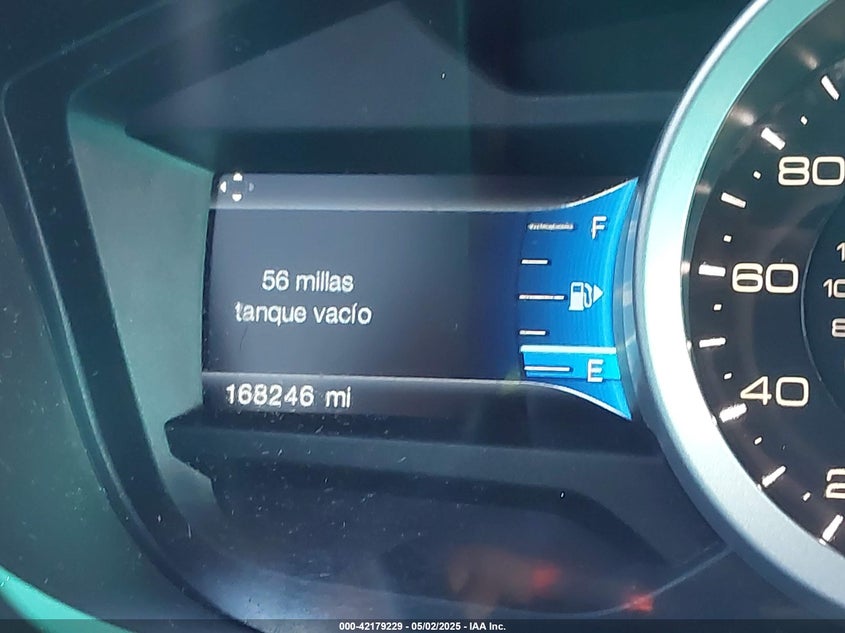 56 millas
tanque vacío
168246 mi
F
E
80
60
40
000-42179229 - 05/02/2025 - IAA Inc.